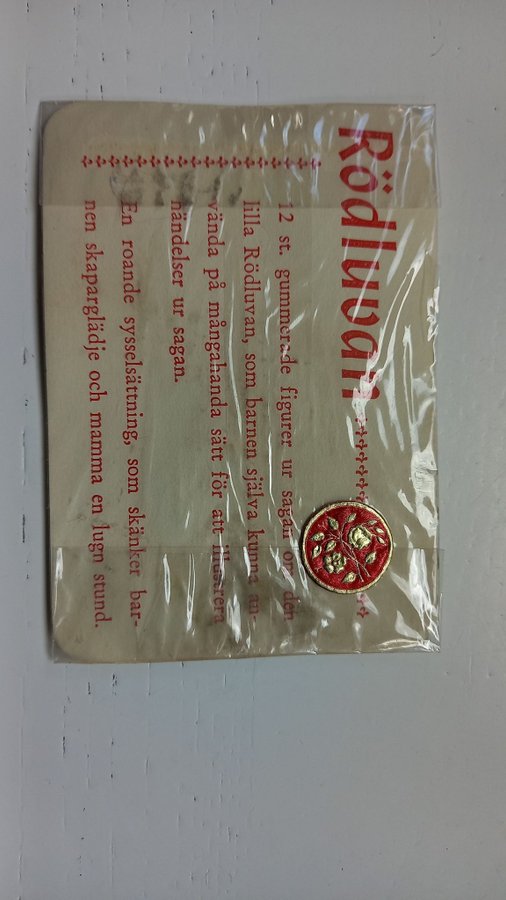 Rödluvan
12 st. gummerade figurer ur sagan om den
lilla Rödluvan, som barnen själva kunna an-
vända på mångahanda sätt för att illustrera
händelser ur sagan.
En roande sysselsättning, som skänker bar-
nen skaparglädje och mamma en lugn stund.